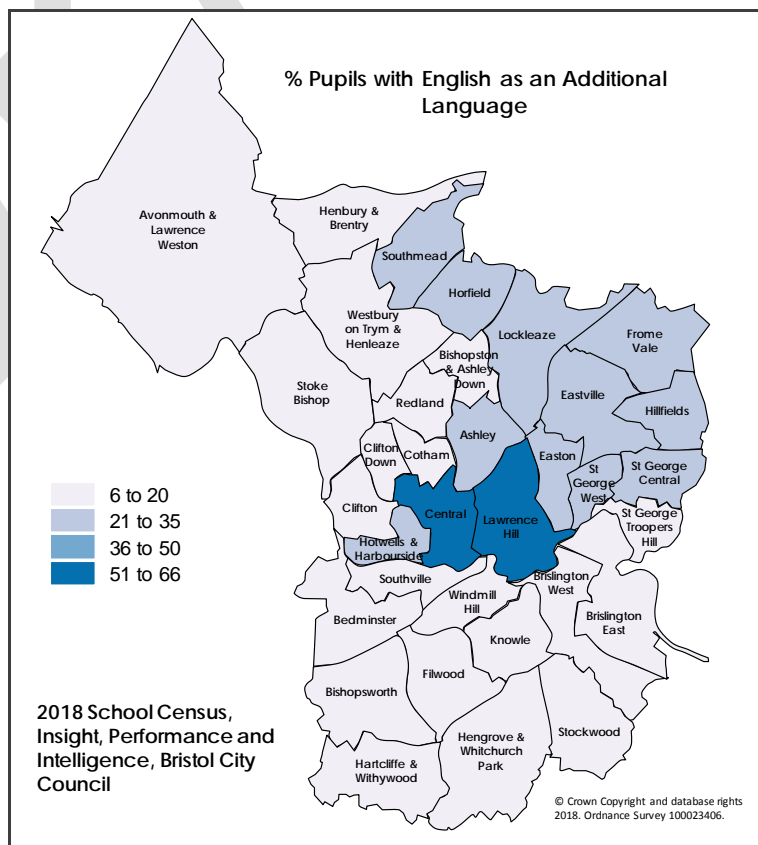 % Pupils with English as an Additional
Language
Avonmouth &
Lawrence
Weston
Henbury &
Brentry
Southmead
Horfield
Westbury
on Trym &
Henleaze
Lockleaze
Frome
Vale
Bishopston
& Ashley
Down
Stoke
Bishop
Redland
Eastville
Hillfields
Ashley
Clifton
Down
Cotham
Easton
St
George
West
St George
Central
6 to 20
21 to 35
36 to 50
51 to 66
Clifton
Central
Lawrence
Hill
St George
Troopers
Hill
Hotwells &
Harbourside
Southville
Windmill
Hill
Brislington
West
Bedminster
Brislington
East
Knowle
Filwood
Bishopsworth
Stockwood
Hengrove &
Whitchurch
Park
Hartcliffe &
Withywood
2018 School Census,
Insight, Performance and
Intelligence, Bristol City
Council
© Crown Copyright and database rights
2018. Ordnance Survey 100023406.